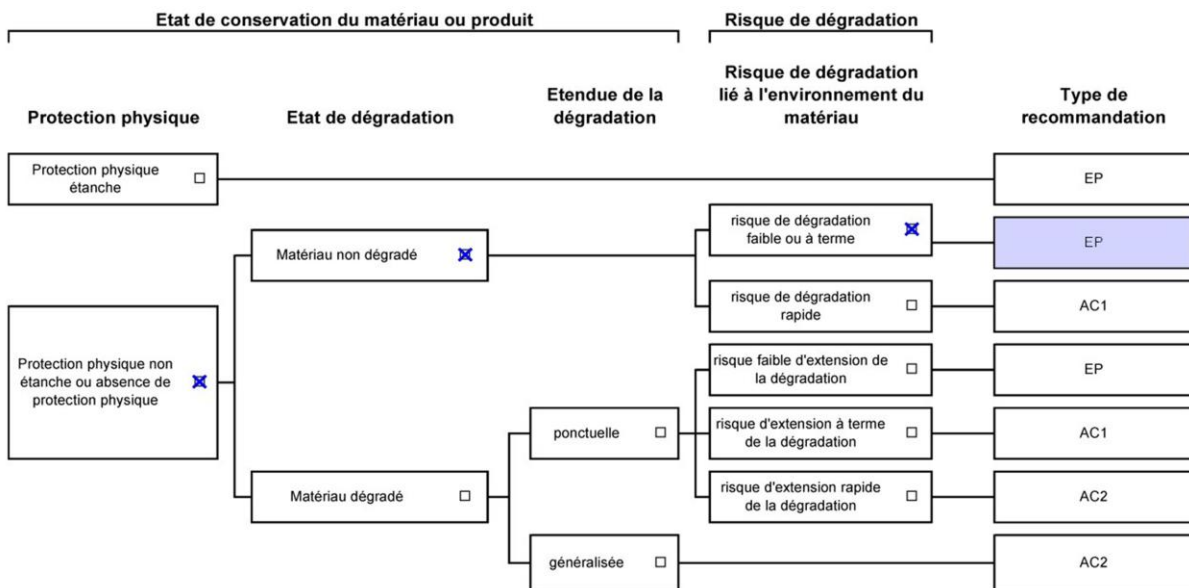 Etat de conservation du matériau ou produit
Risque de dégradation
Protection physique
Etat de dégradation
Etendue de la
dégradation
Risque de dégradation
lié à l'environnement du
matériau
Type de
recommandation
Protection physique
étanche
EP
risque de dégradation
faible ou à terme
EP
Matériau non dégradé
risque de dégradation
rapide
AC1
Protection physique non
étanche ou absence de
protection physique
risque faible d'extension de
la dégradation
EP
ponctuelle
risque d'extension à terme
de la dégradation
AC1
Matériau dégradé
risque d'extension rapide
de la dégradation
AC2
généralisée
AC2